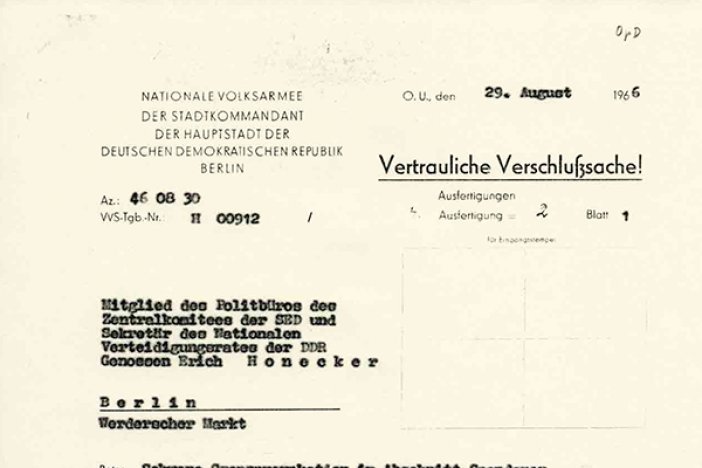 OpD
NATIONALE VOLKSARMEE
DER STADTKOMMANDANT
DER HAUPTSTADT DER
DEUTSCHEN DEMOKRATISCHEN REPUBLIK
BERLIN
O. U., den 29. August 1966
Vertrauliche Verschlußsache!
Ausfertigungen
4. Ausfertigung = 2 Blatt 1
Az.: 46 08 30
VVS-Tgb.-Nr.: H 00912 /
für Eingangsstempel
Mitglied des Politbüros des
Zentralkomitees der SED und
Sekretär des Nationalen
Verteidigungsrates der DDR
Genossen Erich H o n e c k e r
B e r l i n
Werderscher Markt